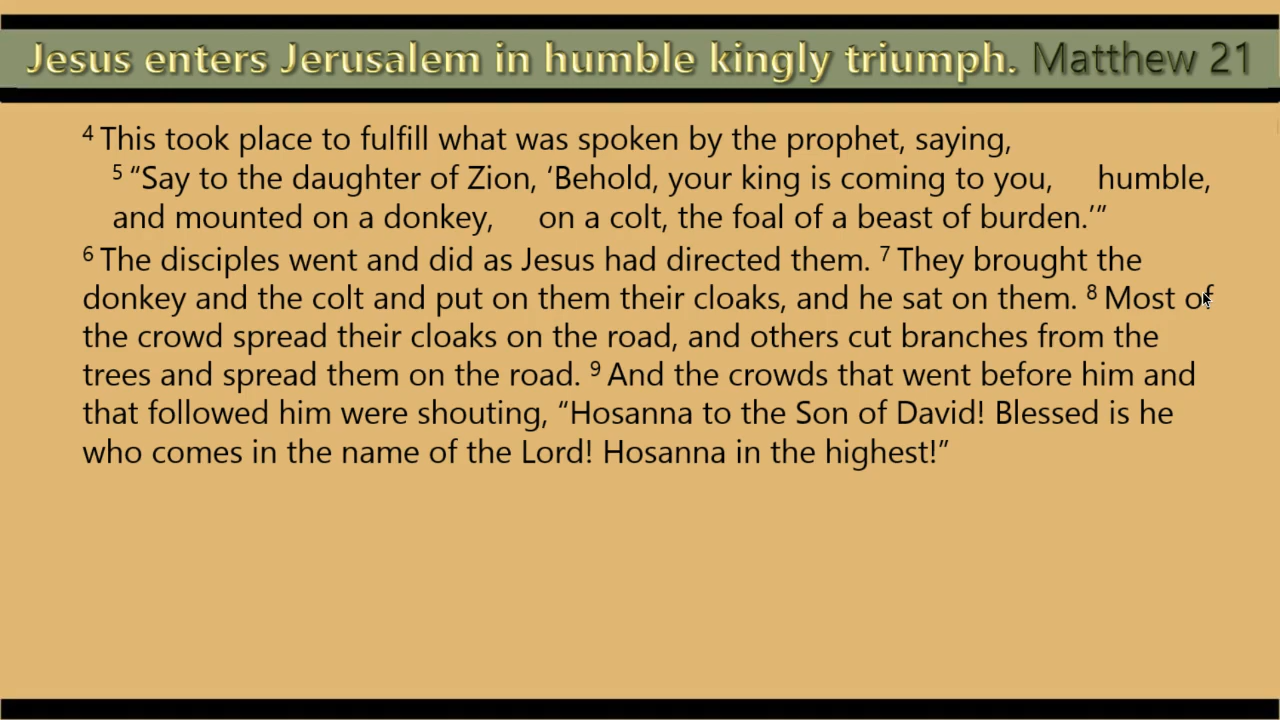 Jesus enters Jerusalem in humble kingly triumph. Matthew 21
4 This took place to fulfill what was spoken by the prophet, saying,
5 “Say to the daughter of Zion, ‘Behold, your king is coming to you, humble,
and mounted on a donkey, on a colt, the foal of a beast of burden.’”
6 The disciples went and did as Jesus had directed them. 7 They brought the
donkey and the colt and put on them their cloaks, and he sat on them. 8 Most of
the crowd spread their cloaks on the road, and others cut branches from the
trees and spread them on the road. 9 And the crowds that went before him and
that followed him were shouting, “Hosanna to the Son of David! Blessed is he
who comes in the name of the Lord! Hosanna in the highest!”